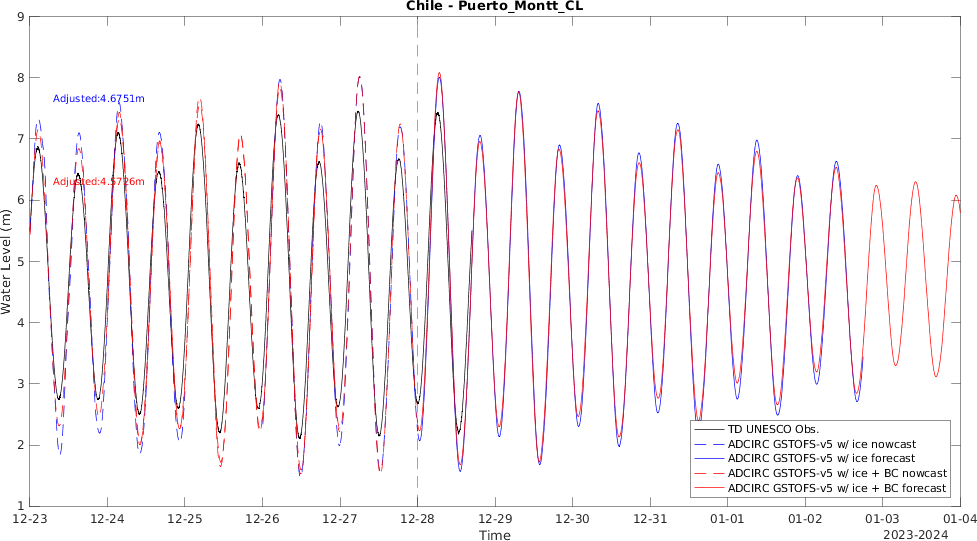 Chile - Puerto_Montt_CL
9
8
7
6
5
4
3
2
1
Water Level (m)
Adjusted:4.6751m
Adjusted:4.5726m
TD UNESCO Obs.
ADCIRC GSTOFS-v5 w/ ice nowcast
ADCIRC GSTOFS-v5 w/ ice forecast
ADCIRC GSTOFS-v5 w/ ice + BC nowcast
ADCIRC GSTOFS-v5 w/ ice + BC forecast
12-23 12-24 12-25 12-26 12-27 12-28 12-29 12-30 12-31 01-01 01-02 01-03 01-04
2023-2024
Time